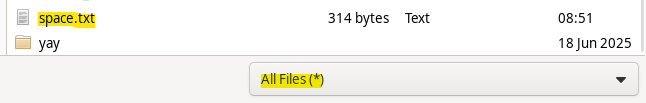 space.txt 314 bytes Text 08:51
yay 18 Jun 2025
All Files (*)